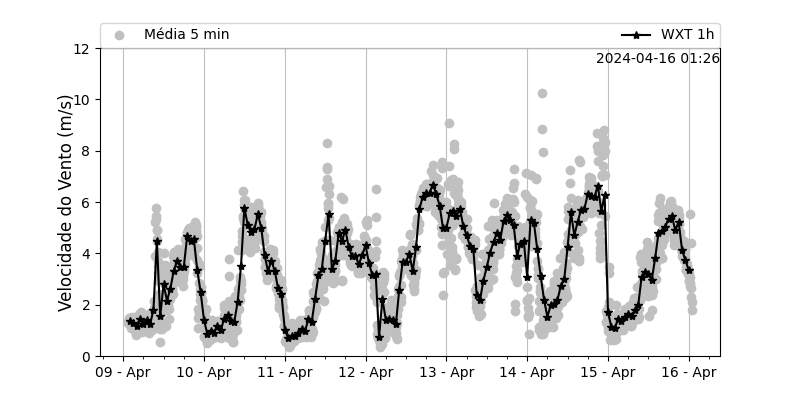 Média 5 min
WXT 1h
2024-04-16 01:26
Velocidade do Vento (m/s)
12
10
8
6
4
2
0
09 - Apr
10 - Apr
11 - Apr
12 - Apr
13 - Apr
14 - Apr
15 - Apr
16 - Apr